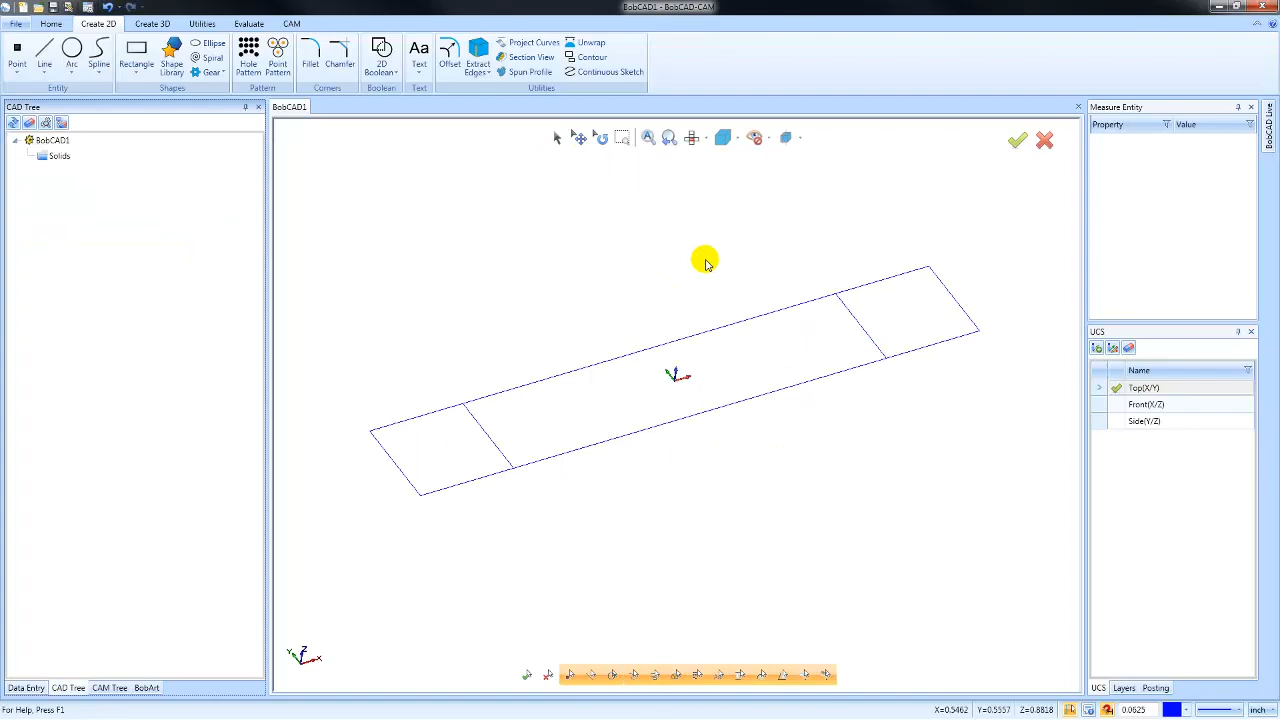 BobCAD1 - BobCAD-CAM
File Home Create 2D Create 3D Utilities Evaluate CAM
Point Line Arc Spline Rectangle Shape Library Ellipse Spiral Gear Hole Pattern Point Pattern Fillet Chamfer 2D Boolean Text Offset Extract Edges Project Curves Section View Spun Profile Unwrap Contour Continuous Sketch
Entity Shapes Pattern Corners Boolean Text Utilities
CAD Tree
BobCAD1
Solids
BobCAD1
Measure Entity
Property Value
BobCAD Live
UCS
Name
Top(X/Y)
Front(X/Z)
Side(Y/Z)
Y Z X
Data Entry CAD Tree CAM Tree BobArt
UCS Layers Posting
For Help, Press F1
X=0.5462 Y=0.5557 Z=0.8818 0.0625 inch